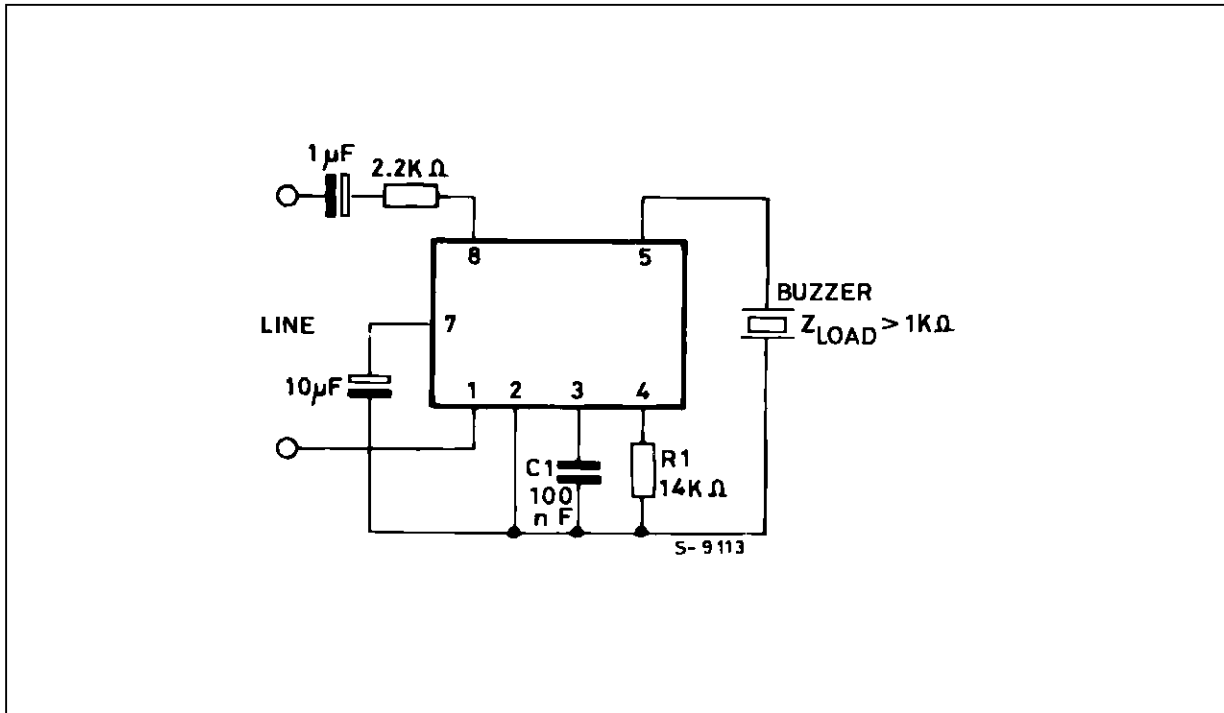 1 µF
2.2K Ω
8
5
BUZZER
Z LOAD > 1K Ω
LINE
7
10µF
1
2
3
4
C1
100
n F
R1
14K Ω
S-9113